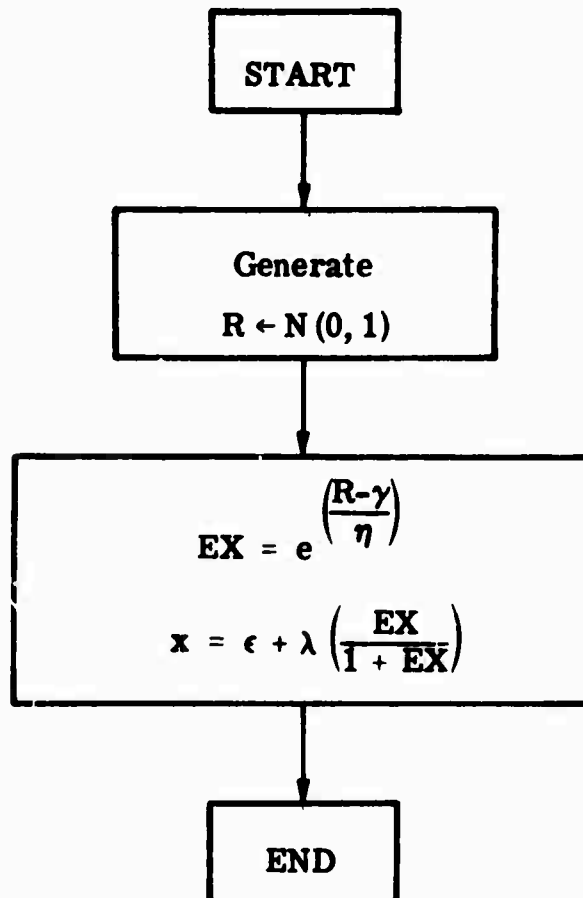 START
Generate
R ← N (0, 1)
EX = e^((R-γ)/η)
x = ϵ + λ (EX/(1 + EX))
END